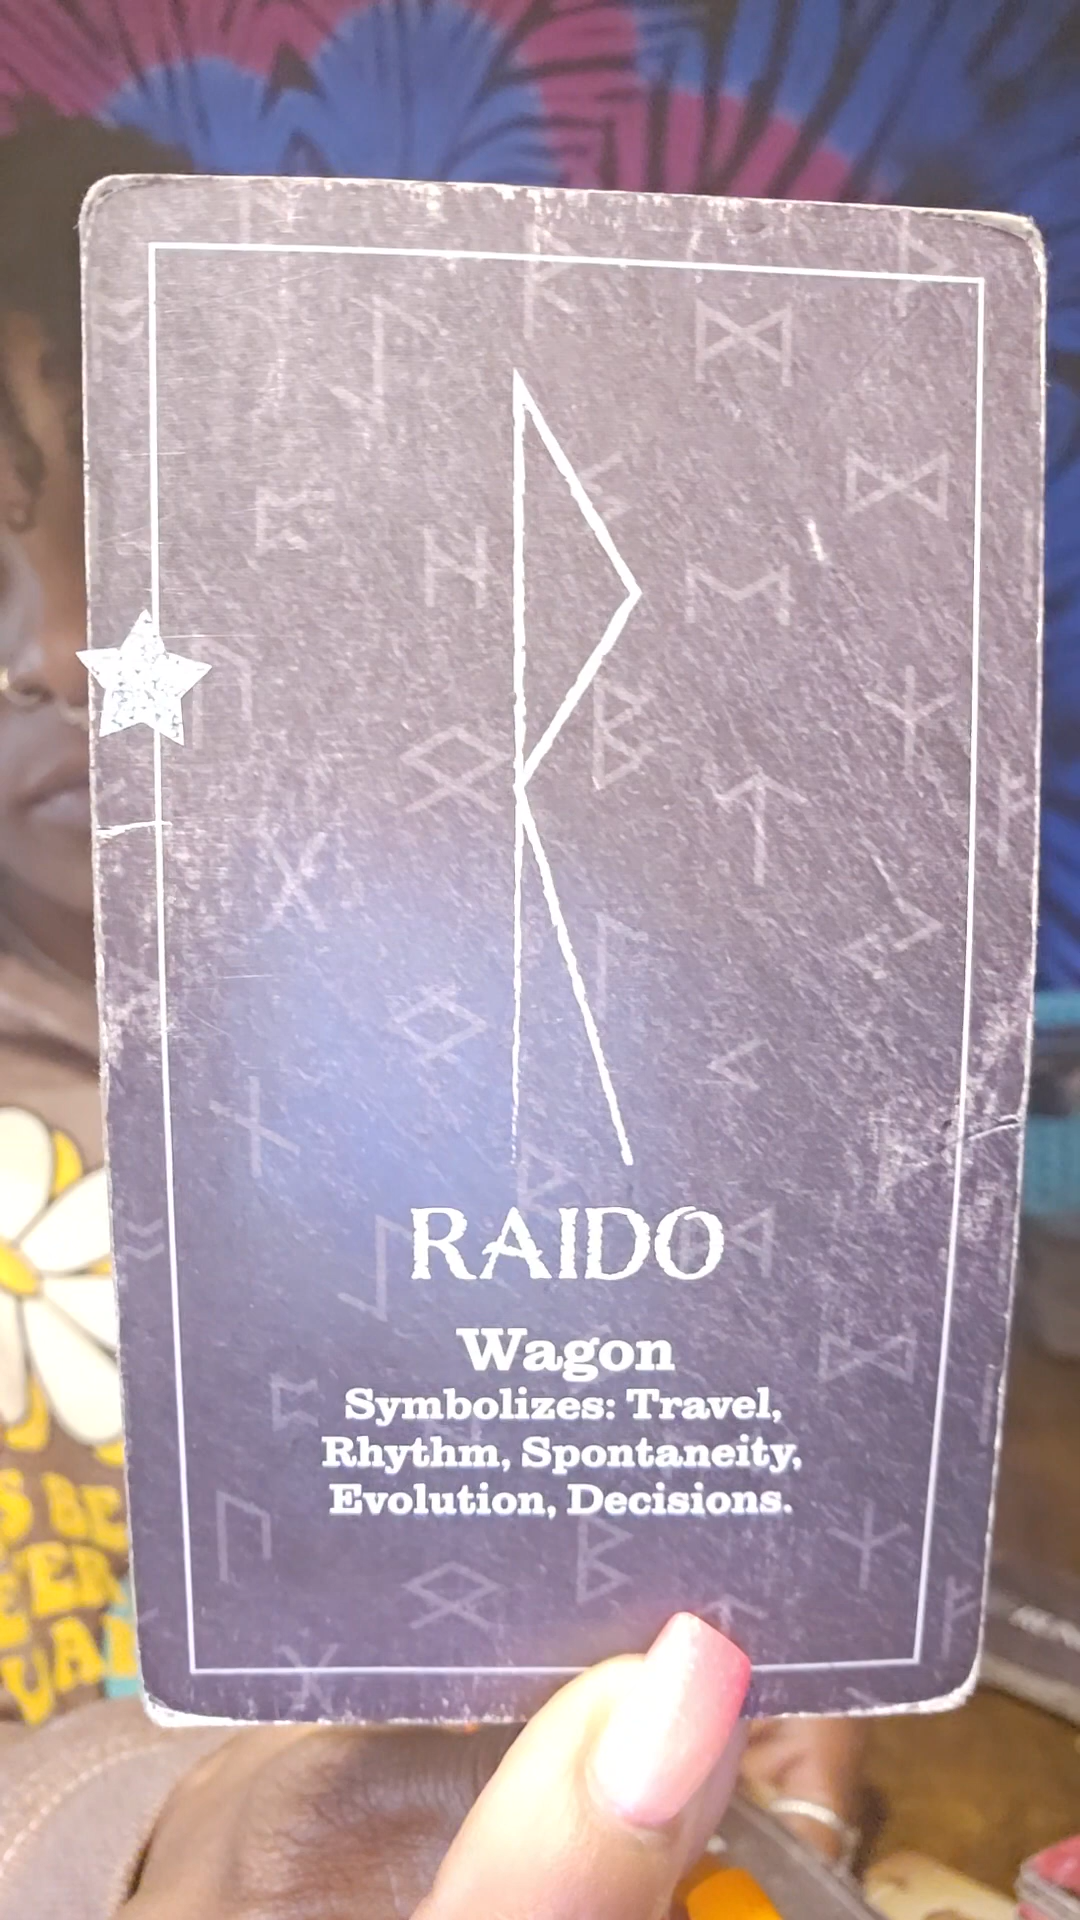 RAIDO
Wagon
Symbolizes: Travel,
Rhythm, Spontaneity,
Evolution, Decisions.